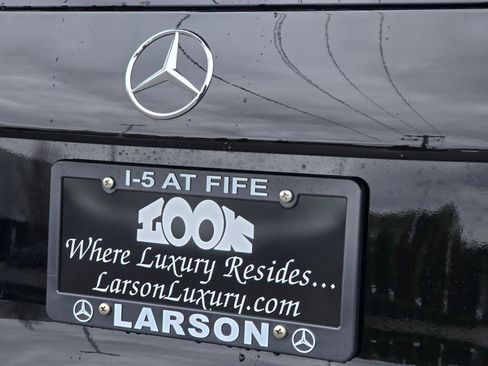 I-5 AT FIFE
LOOK
Where Luxury Resides...
LarsonLuxury.com
LARSON